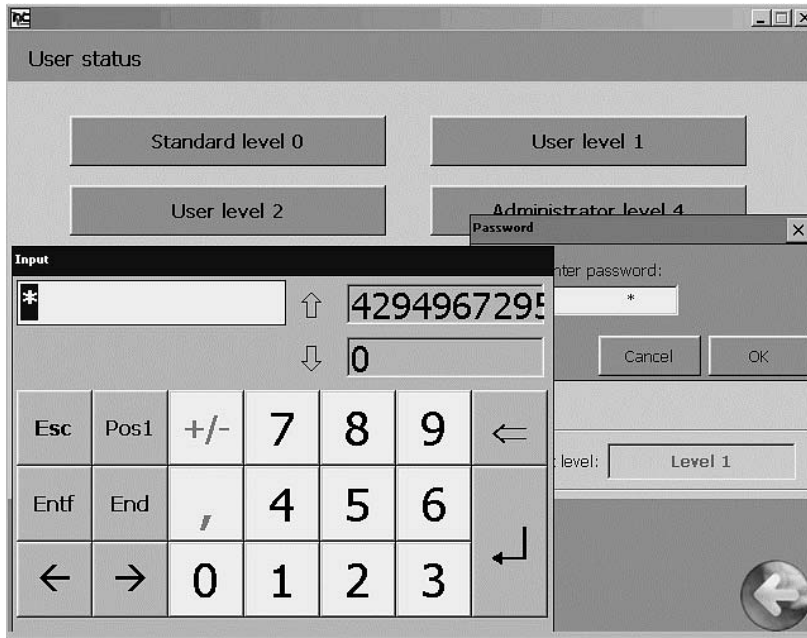 User status
Standard level 0
User level 1
User level 2
Administrator level 4
Password
Input
nter password:
*
*
4294967295
0
Cancel
OK
Esc
Pos1
+/-
7
8
9
level:
Level 1
Entf
End
,
4
5
6
0
1
2
3